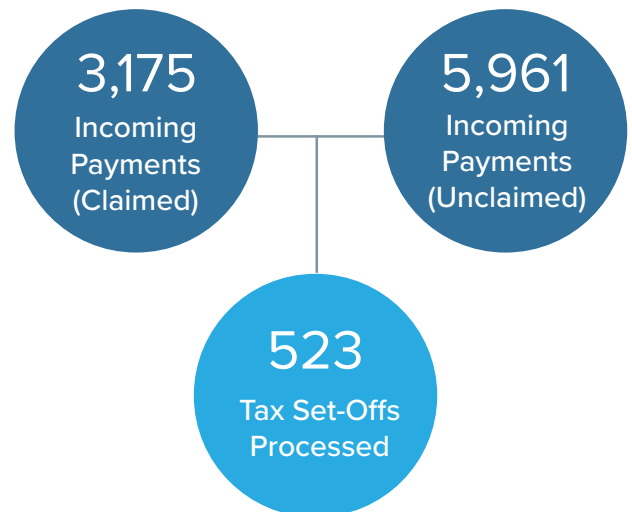 3,175
Incoming
Payments
(Claimed)
5,961
Incoming
Payments
(Unclaimed)
523
Tax Set-Offs
Processed